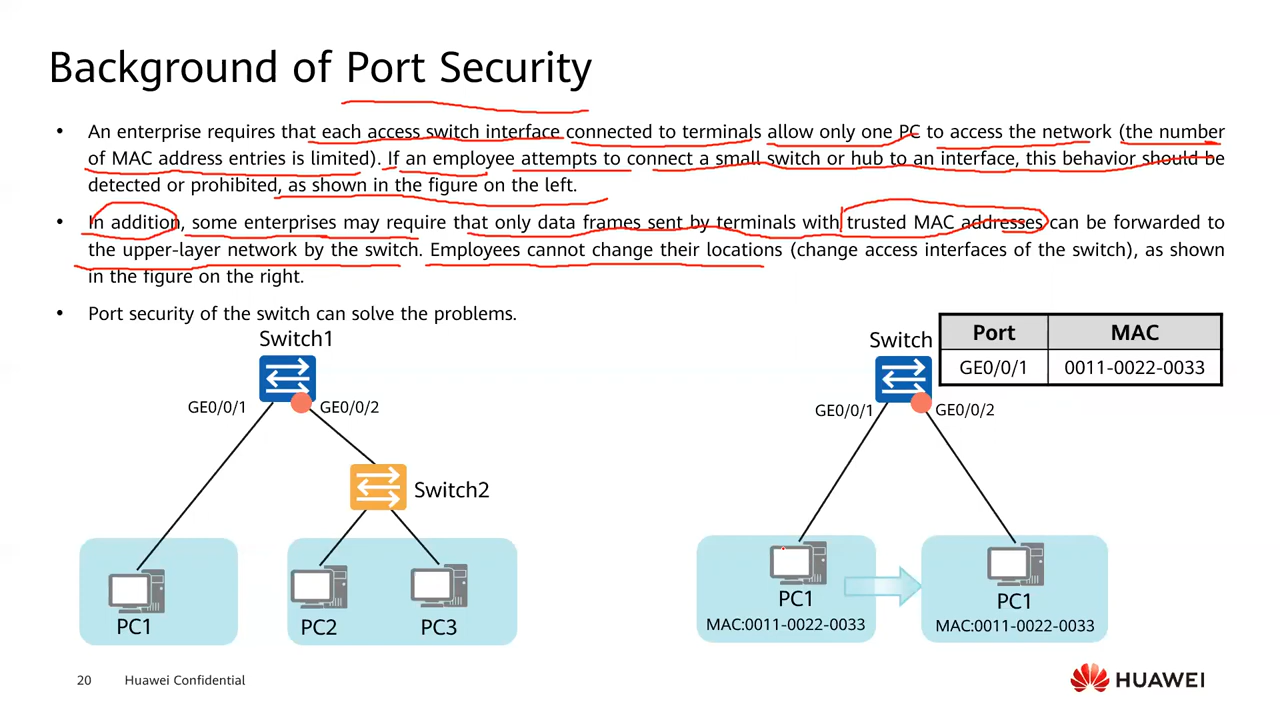 Background of Port Security
• An enterprise requires that each access switch interface connected to terminals allow only one PC to access the network (the number
of MAC address entries is limited). If an employee attempts to connect a small switch or hub to an interface, this behavior should be
detected or prohibited, as shown in the figure on the left.
• In addition, some enterprises may require that only data frames sent by terminals with trusted MAC addresses can be forwarded to
the upper-layer network by the switch. Employees cannot change their locations (change access interfaces of the switch), as shown
in the figure on the right.
• Port security of the switch can solve the problems.
Switch1
GE0/0/1
GE0/0/2
Switch2
PC1
PC2
PC3
Switch
Port MAC
GE0/0/1 0011-0022-0033
GE0/0/1
GE0/0/2
PC1
MAC:0011-0022-0033
PC1
MAC:0011-0022-0033
20 Huawei Confidential
HUAWEI